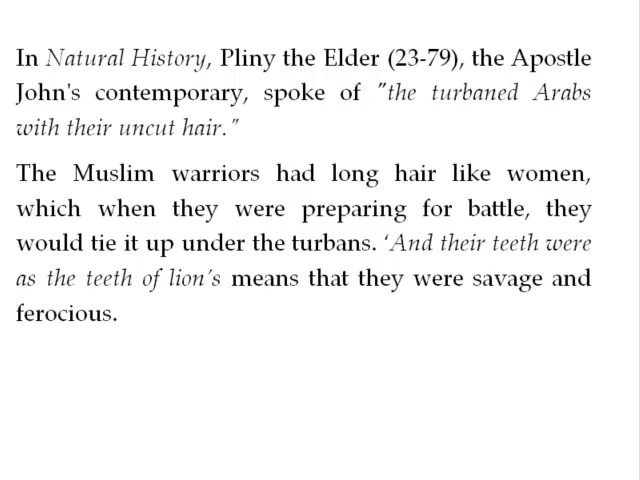 In Natural History, Pliny the Elder (23-79), the Apostle
John's contemporary, spoke of "the turbaned Arabs
with their uncut hair."
The Muslim warriors had long hair like women,
which when they were preparing for battle, they
would tie it up under the turbans. ‘And their teeth were
as the teeth of lion’s means that they were savage and
ferocious.